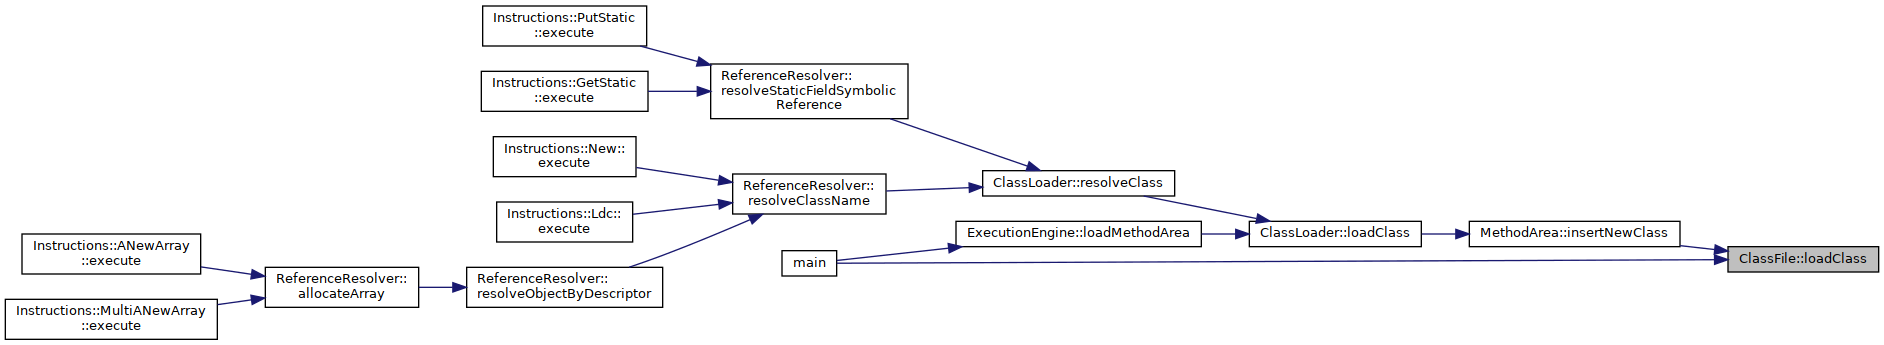 Instructions::PutStatic
::execute
ReferenceResolver::
resolveStaticFieldSymbolic
Reference
Instructions::GetStatic
::execute
Instructions::New::
execute
ClassLoader::resolveClass
ReferenceResolver::
resolveClassName
Instructions::Ldc::
execute
ExecutionEngine::loadMethodArea
ClassLoader::loadClass
MethodArea::insertNewClass
Instructions::ANewArray
::execute
main
ClassFile::loadClass
ReferenceResolver::
allocateArray
ReferenceResolver::
resolveObjectByDescriptor
Instructions::MultiANewArray
::execute